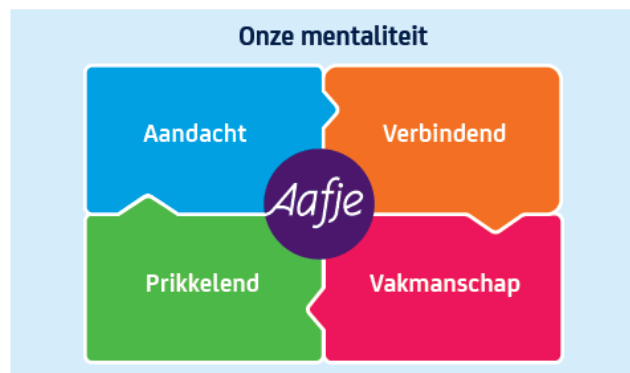 Onze mentaliteit
Aandacht
Verbindend
Aafje
Prikkelend
Vakmanschap